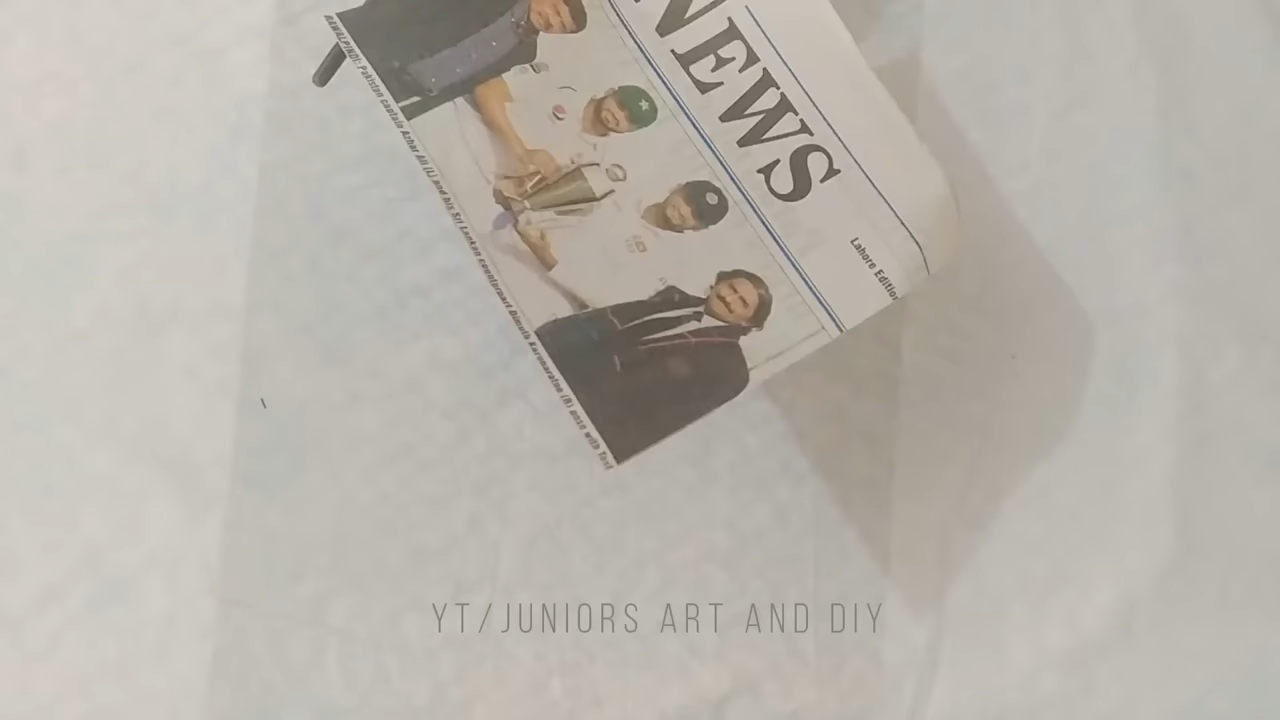 NEWS
Lahore Edition
RAWALPINDI: Pakistan captain Azhar Ali (L) and his Sri Lankan counterpart Dimuth Karunaratne (R) pose with Test
YT/JUNIORS ART AND DIY